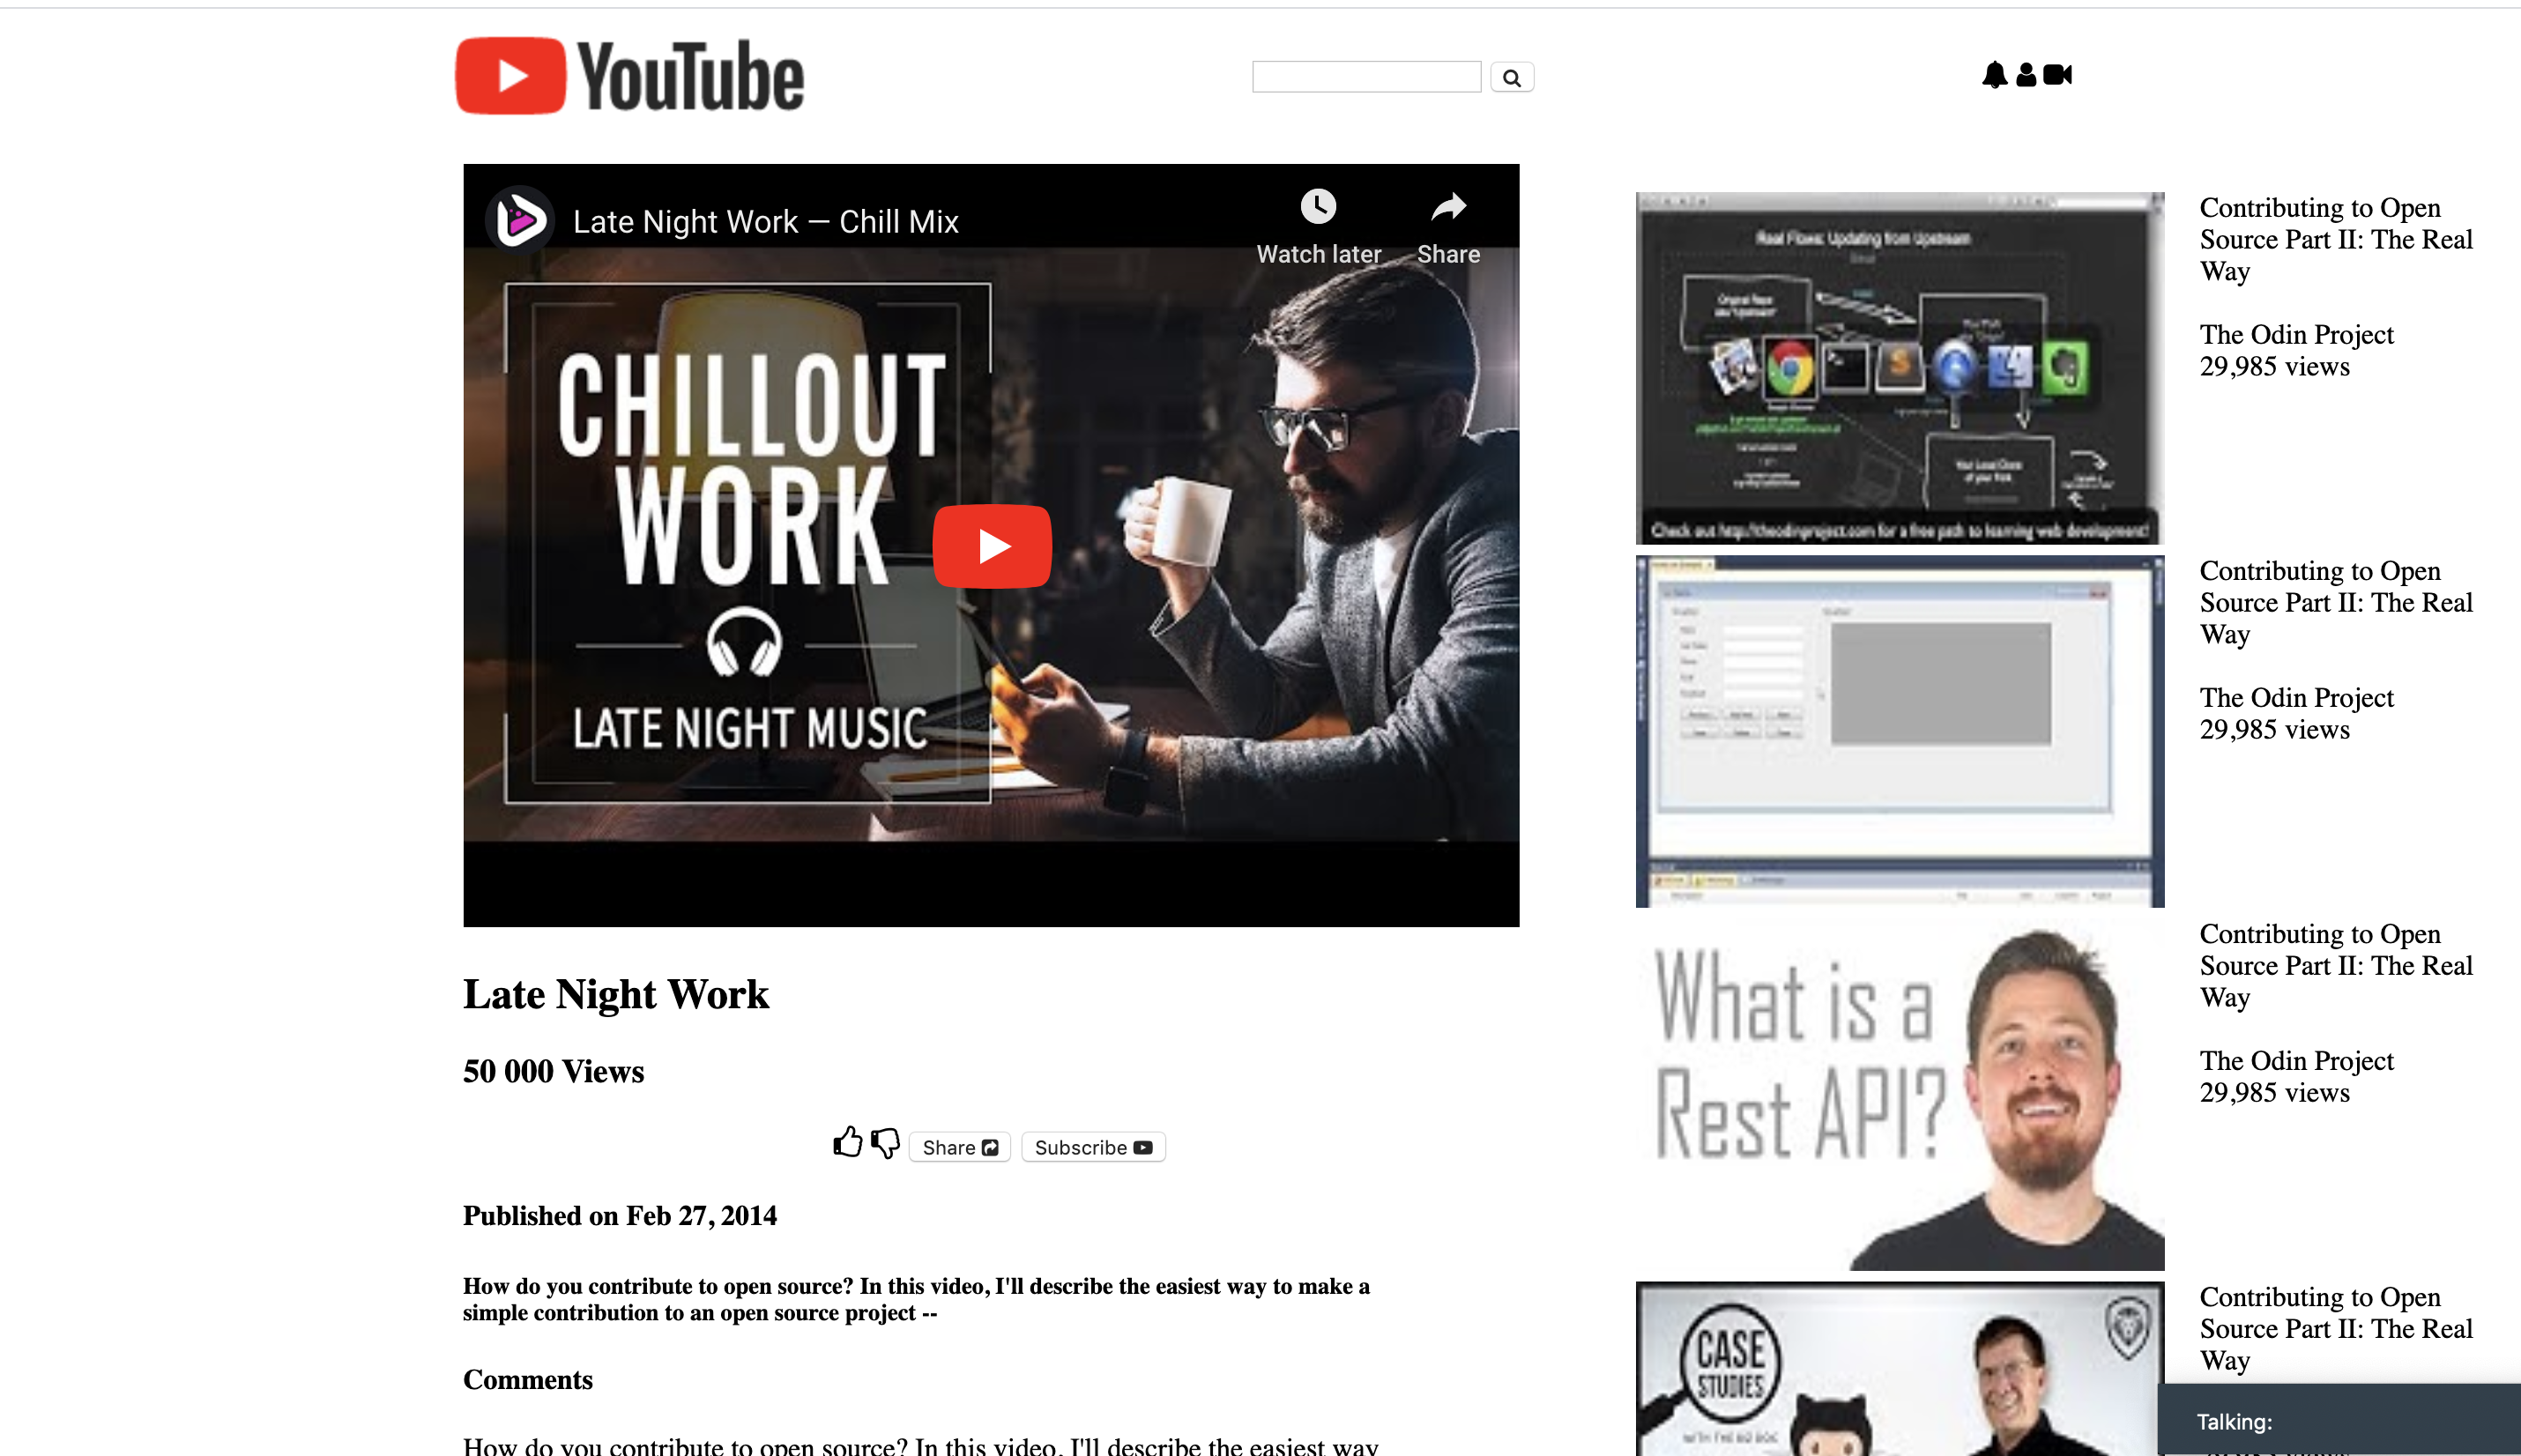 YouTube
Late Night Work — Chill Mix
Watch later
Share
CHILLOUT
WORK
LATE NIGHT MUSIC
Late Night Work
50 000 Views
Share
Subscribe
Published on Feb 27, 2014
How do you contribute to open source? In this video, I'll describe the easiest way to make a
simple contribution to an open source project --
Comments
How do you contribute to open source? In this video, I'll describe the easiest way
Real Flows: Updating from Upstream
Check out http://theodinproject.com for a free path to learning web development!
Contributing to Open
Source Part II: The Real
Way
The Odin Project
29,985 views
Contributing to Open
Source Part II: The Real
Way
The Odin Project
29,985 views
What is a
Rest API?
Contributing to Open
Source Part II: The Real
Way
The Odin Project
29,985 views
CASE
STUDIES
WITH THE BIZ DOC
Contributing to Open
Source Part II: The Real
Way
Talking: